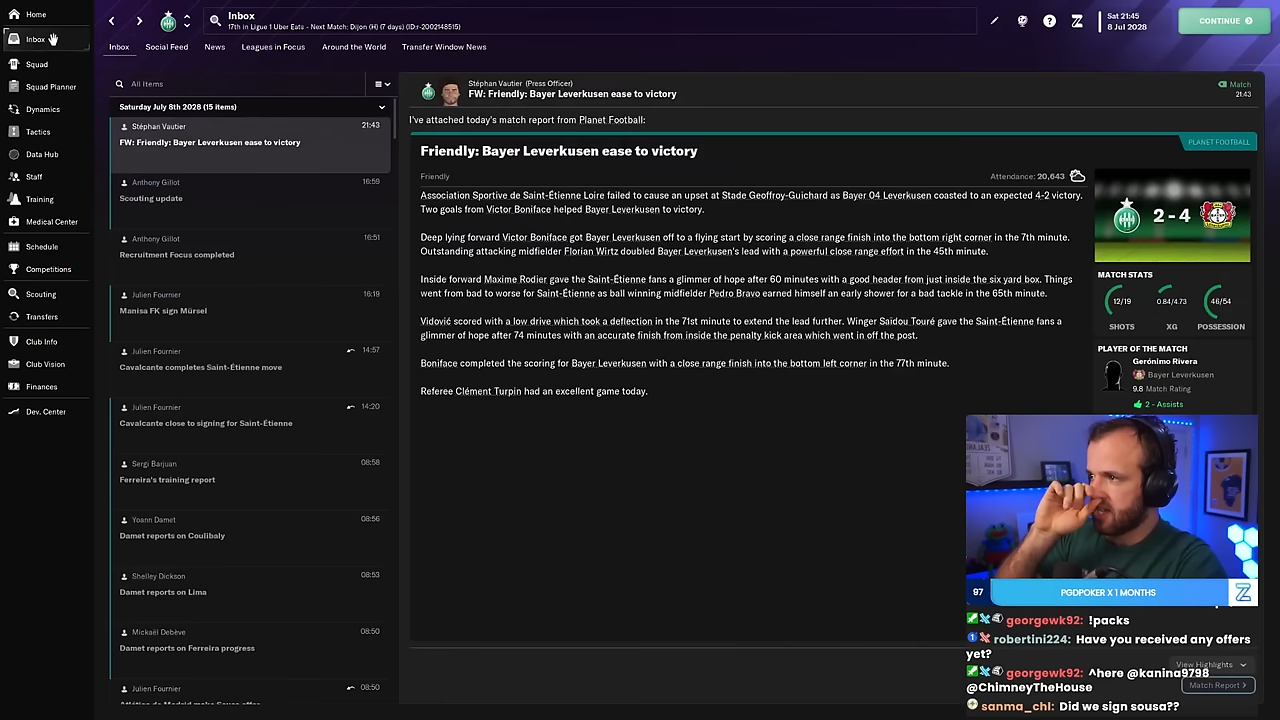 Home
Inbox
Squad
Squad Planner
Dynamics
Tactics
Data Hub
Staff
Training
Medical Center
Schedule
Competitions
Scouting
Transfers
Club Info
Club Vision
Finances
Dev. Center
Inbox
17th in Ligue 1 Uber Eats - Next Match: Dijon (H) (7 days) (ID:r-2002148515)
Sat 21:45
8 Jul 2028
CONTINUE
Inbox Social Feed News Leagues in Focus Around the World Transfer Window News
All Items
Saturday July 8th 2028 (15 items)
Stéphan Vautier 21:43
FW: Friendly: Bayer Leverkusen ease to victory
Anthony Gillot 16:59
Scouting update
Anthony Gillot 16:51
Recruitment Focus completed
Julien Fournier 16:19
Manisa FK sign Mürsel
Julien Fournier 14:57
Cavalcante completes Saint-Étienne move
Julien Fournier 14:20
Cavalcante close to signing for Saint-Étienne
Sergi Barjuan 08:58
Ferreira's training report
Yoann Damet 08:56
Damet reports on Coulibaly
Shelley Dickson 08:53
Damet reports on Lima
Mickaël Debève 08:50
Damet reports on Ferreira progress
Julien Fournier 08:50
Stéphan Vautier (Press Officer)
FW: Friendly: Bayer Leverkusen ease to victory
Match
21:43
I've attached today's match report from Planet Football:
Friendly: Bayer Leverkusen ease to victory
PLANET FOOTBALL
Friendly
Attendance: 20,643
Association Sportive de Saint-Étienne Loire failed to cause an upset at Stade Geoffroy-Guichard as Bayer 04 Leverkusen coasted to an expected 4-2 victory.
Two goals from Victor Boniface helped Bayer Leverkusen to victory.
Deep lying forward Victor Boniface got Bayer Leverkusen off to a flying start by scoring a close range finish into the bottom right corner in the 7th minute.
Outstanding attacking midfielder Florian Wirtz doubled Bayer Leverkusen's lead with a powerful close range effort in the 45th minute.
Inside forward Maxime Rodier gave the Saint-Étienne fans a glimmer of hope after 60 minutes with a good header from just inside the six yard box. Things
went from bad to worse for Saint-Étienne as ball winning midfielder Pedro Bravo earned himself an early shower for a bad tackle in the 65th minute.
Vidović scored with a low drive which took a deflection in the 71st minute to extend the lead further. Winger Saidou Touré gave the Saint-Étienne fans a
glimmer of hope after 74 minutes with an accurate finish from inside the penalty kick area which went in off the post.
Boniface completed the scoring for Bayer Leverkusen with a close range finish into the bottom left corner in the 77th minute.
Referee Clément Turpin had an excellent game today.
2 - 4
MATCH STATS
12/19 0.84/4.73 46/54
SHOTS XG POSSESSION
PLAYER OF THE MATCH
Gerónimo Rivera
Bayer Leverkusen
9.8 Match Rating
2 - Assists
97 PGDPOKER X 1 MONTHS
georgewk92: !packs
robertini224: Have you received any offers
yet?
View Highlights
georgewk92: ^here @kanina9798
@ChimneyTheHouse
Match Report >
sanma_chl: Did we sign sousa??